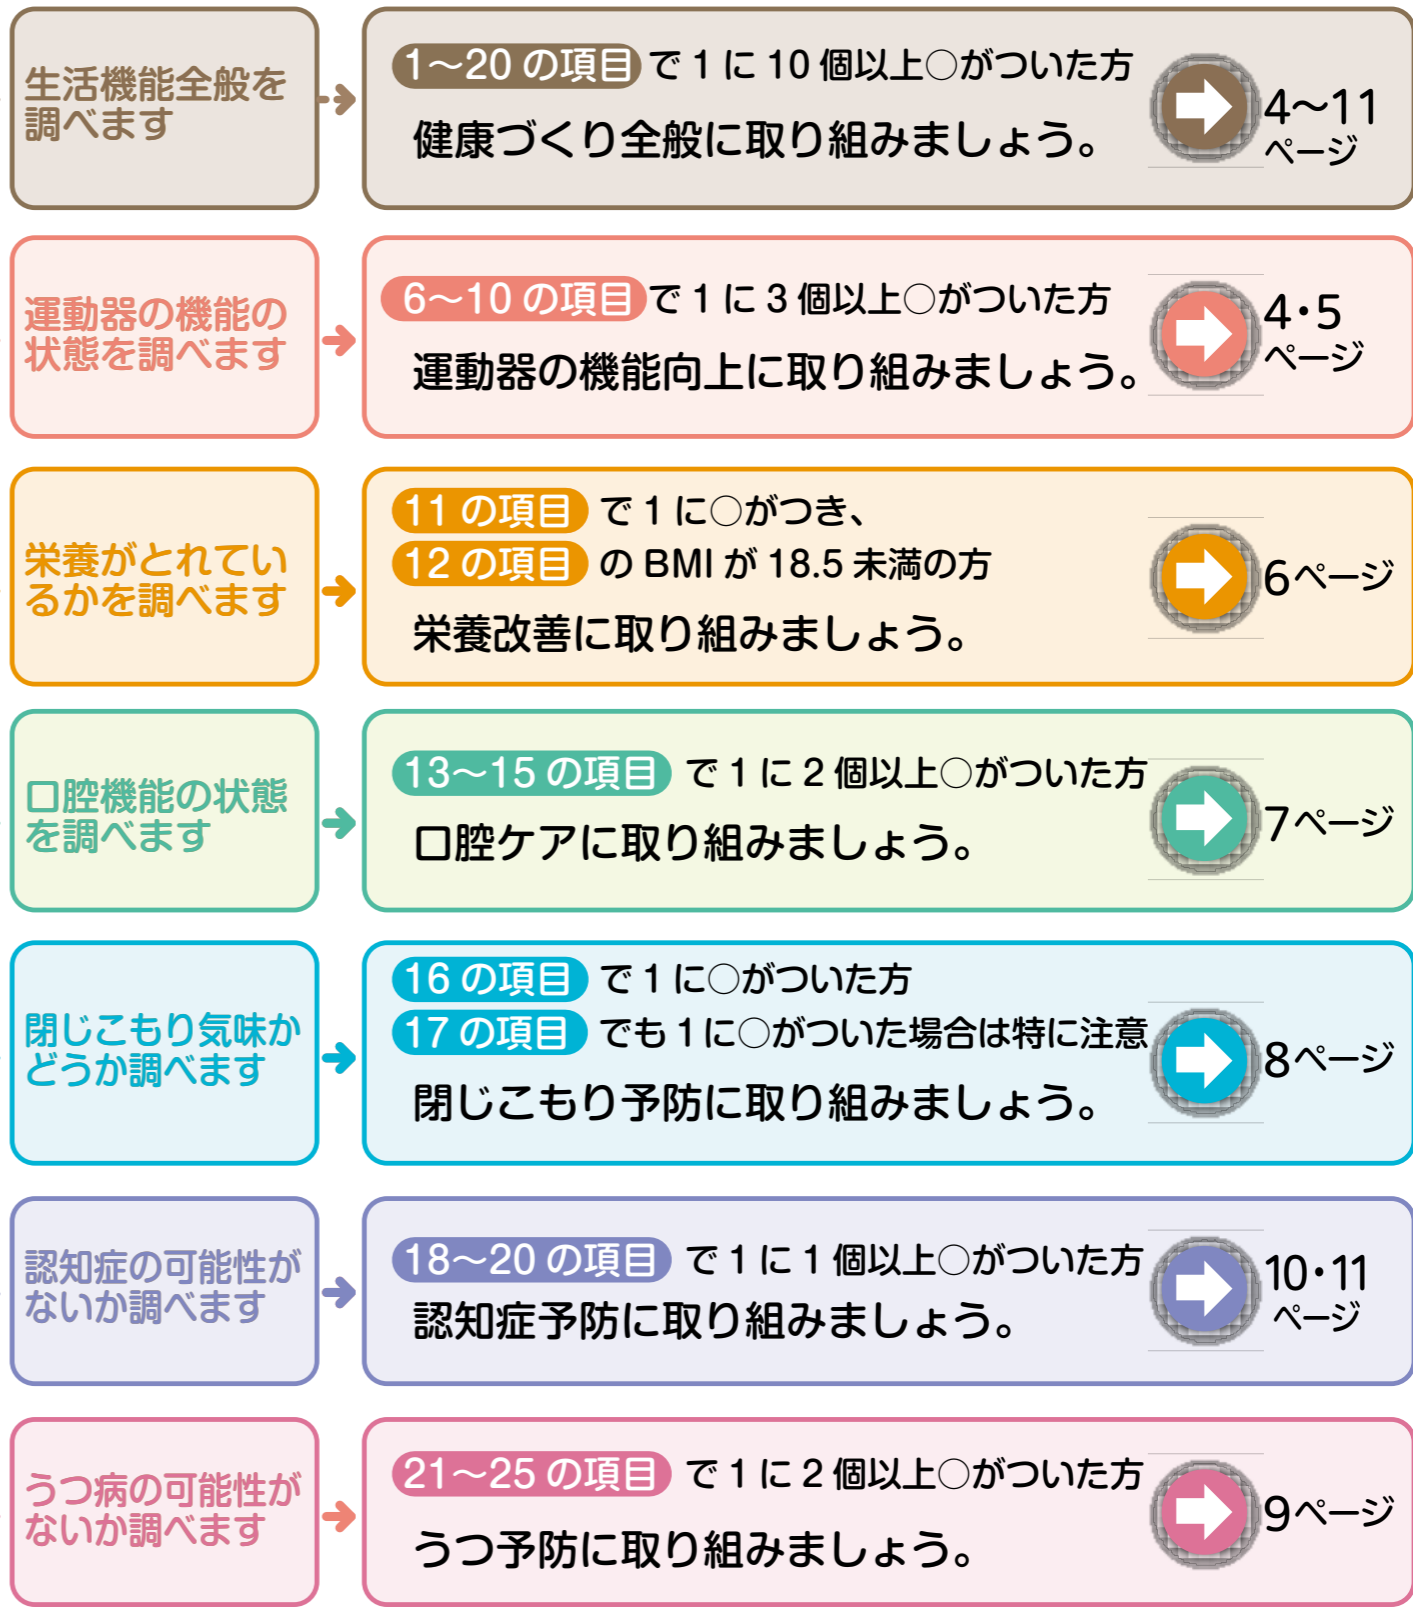 生活機能全般を
調べます
1～20 の項目 で 1 に 10 個以上○がついた方
健康づくり全般に取り組みましょう。
4～11
ページ
運動器の機能の
状態を調べます
6～10 の項目 で 1 に 3 個以上○がついた方
運動器の機能向上に取り組みましょう。
4・5
ページ
栄養がとれてい
るかを調べます
11 の項目 で 1 に○がつき、
12 の項目 の BMI が 18.5 未満の方
栄養改善に取り組みましょう。
6ページ
口腔機能の状態
を調べます
13～15 の項目 で 1 に 2 個以上○がついた方
口腔ケアに取り組みましょう。
7ページ
閉じこもり気味か
どうか調べます
16 の項目 で 1 に○がついた方
17 の項目 でも 1 に○がついた場合は特に注意
閉じこもり予防に取り組みましょう。
8ページ
認知症の可能性が
ないか調べます
18～20 の項目 で 1 に 1 個以上○がついた方
認知症予防に取り組みましょう。
10・11
ページ
うつ病の可能性が
ないか調べます
21～25 の項目 で 1 に 2 個以上○がついた方
うつ予防に取り組みましょう。
9ページ